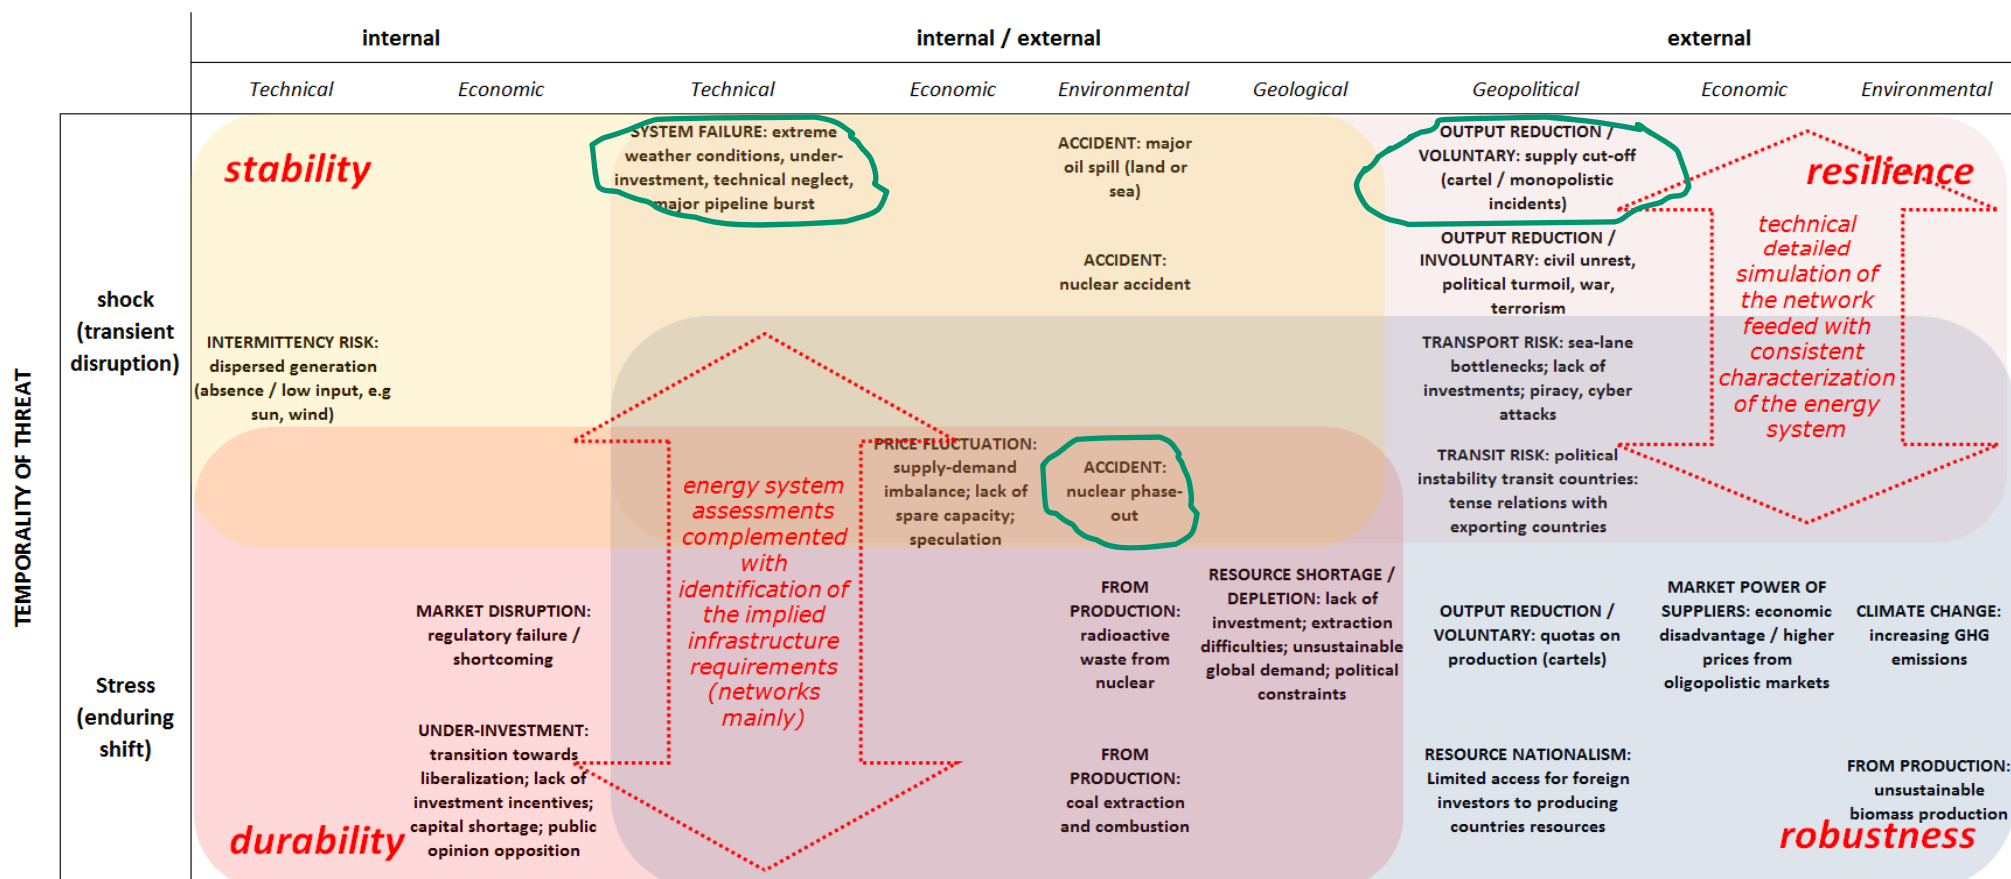 internal
internal / external
external
Technical
Economic
Technical
Economic
Environmental
Geological
Geopolitical
Economic
Environmental
TEMPORALITY OF THREAT
shock
(transient
disruption)
Stress
(enduring
shift)
stability
resilience
durability
robustness
INTERMITTENCY RISK:
dispersed generation
(absence / low input, e.g
sun, wind)
MARKET DISRUPTION:
regulatory failure /
shortcoming
UNDER-INVESTMENT:
transition towards
liberalization; lack of
investment incentives;
capital shortage; public
opinion opposition
SYSTEM FAILURE: extreme
weather conditions, under-
investment, technical neglect,
major pipeline burst
energy system
assessments
complemented
with
identification of
the implied
infrastructure
requirements
(networks
mainly)
PRICE FLUCTUATION:
supply-demand
imbalance; lack of
spare capacity;
speculation
ACCIDENT: major
oil spill (land or
sea)
ACCIDENT:
nuclear accident
ACCIDENT:
nuclear phase-
out
FROM
PRODUCTION:
radioactive
waste from
nuclear
FROM
PRODUCTION:
coal extraction
and combustion
RESOURCE SHORTAGE /
DEPLETION: lack of
investment; extraction
difficulties; unsustainable
global demand; political
constraints
OUTPUT REDUCTION /
VOLUNTARY: supply cut-off
(cartel / monopolistic
incidents)
OUTPUT REDUCTION /
INVOLUNTARY: civil unrest,
political turmoil, war,
terrorism
TRANSPORT RISK: sea-lane
bottlenecks; lack of
investments; piracy, cyber
attacks
TRANSIT RISK: political
instability transit countries:
tense relations with
exporting countries
OUTPUT REDUCTION /
VOLUNTARY: quotas on
production (cartels)
RESOURCE NATIONALISM:
Limited access for foreign
investors to producing
countries resources
technical
detailed
simulation of
the network
feeded with
consistent
characterization
of the energy
system
MARKET POWER OF
SUPPLIERS: economic
disadvantage / higher
prices from
oligopolistic markets
CLIMATE CHANGE:
increasing GHG
emissions
FROM PRODUCTION:
unsustainable
biomass production